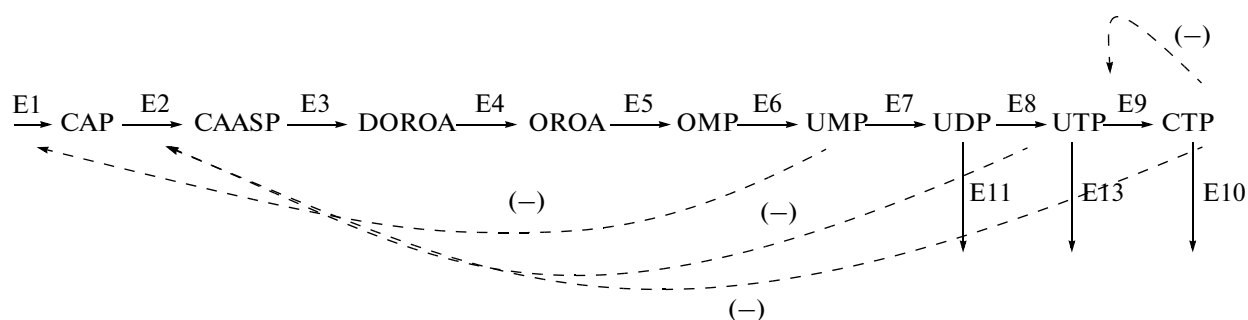 (–)
E1 E2 E3 E4 E5 E6 E7 E8 E9
CAP CAASP DOROA OROA OMP UMP UDP UTP CTP
E11 E13 E10
(–)
(–)
(–)